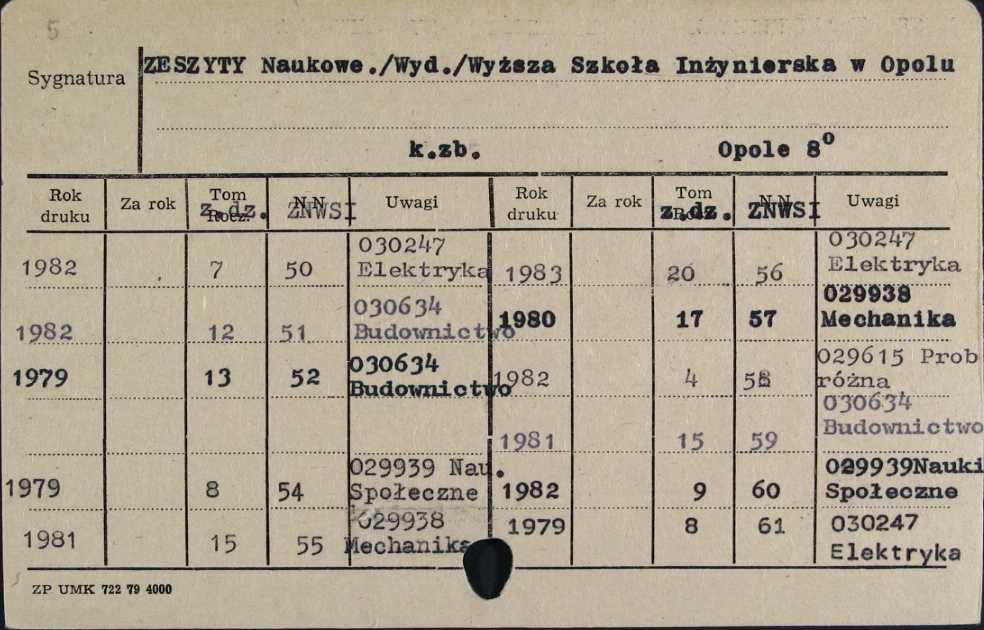 5
Sygnatura
ZESZYTY Naukowe./Wyd./Wyższa Szkoła Inżynierska w Opolu
k.zb. Opole 8⁰
Rok druku Za rok Tom Rocz. z.dz. N N ZNWSI Uwagi Rok druku Za rok Tom z.dz. ZNWSI Uwagi
1982 7 50 030247 Elektryka
1982 12 51 030634 Budownictwo
1979 13 52 030634 Budownictwo
1979 8 54 029939 Nau. Społeczne
1981 15 55 029938 Mechanika
1983 20 56 030247 Elektryka
1980 17 57 029938 Mechanika
1982 4 58 029615 Prob różna
1981 15 59 030634 Budownictwo
1982 9 60 029939Nauki Społeczne
1979 8 61 030247 Elektryka
ZP UMK 722 79 4000